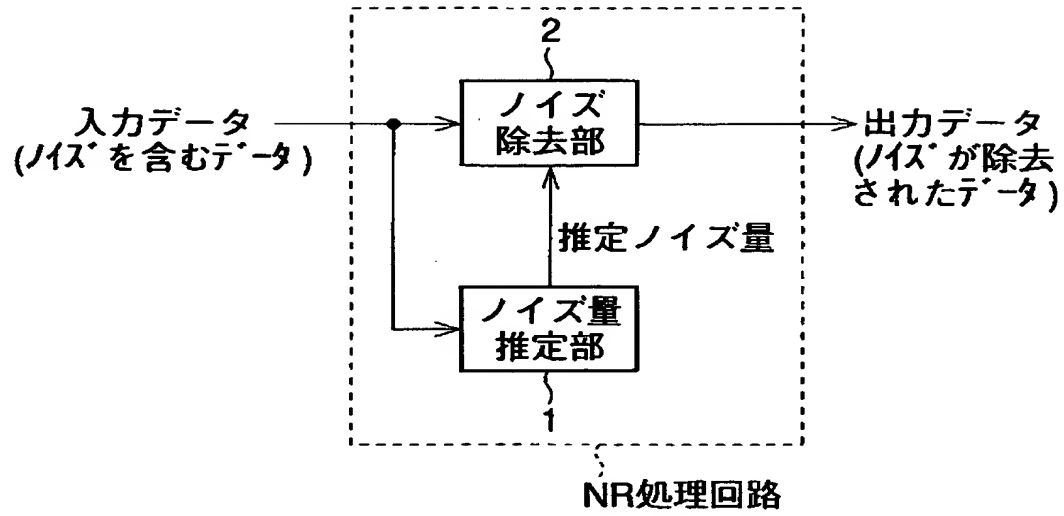 2
ノイズ
除去部
入力データ
(ノイズを含むデータ)
出力データ
(ノイズが除去
されたデータ)
推定ノイズ量
ノイズ量
推定部
1
NR処理回路